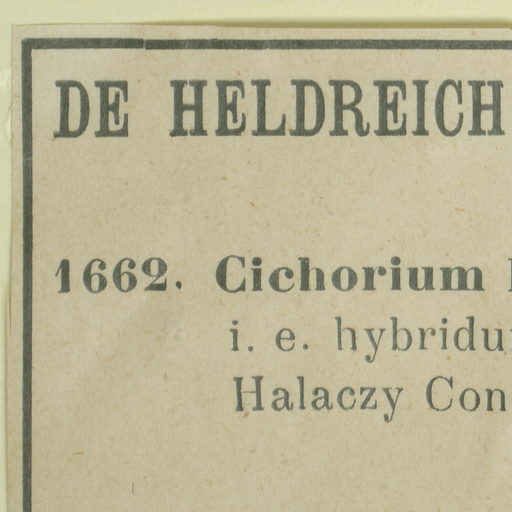 DE HELDREICH
1662. Cichorium
i. e. hybridu
Halaczy Con